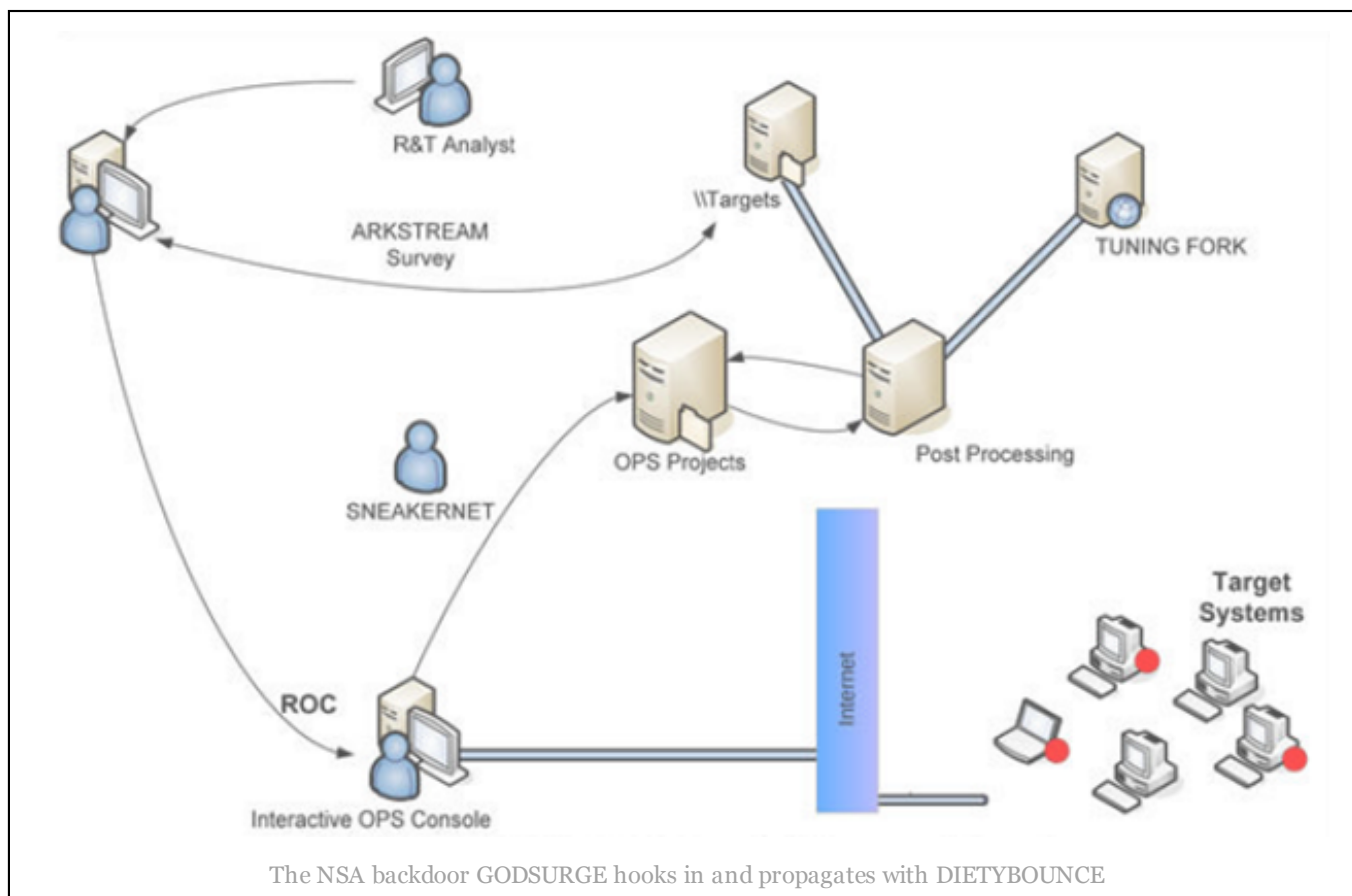 R&T Analyst
\\Targets
TUNING FORK
ARKSTREAM
Survey
OPS Projects
Post Processing
SNEAKERNET
Internet
Target
Systems
ROC
Interactive OPS Console
The NSA backdoor GODSURGE hooks in and propagates with DIETYBOUNCE